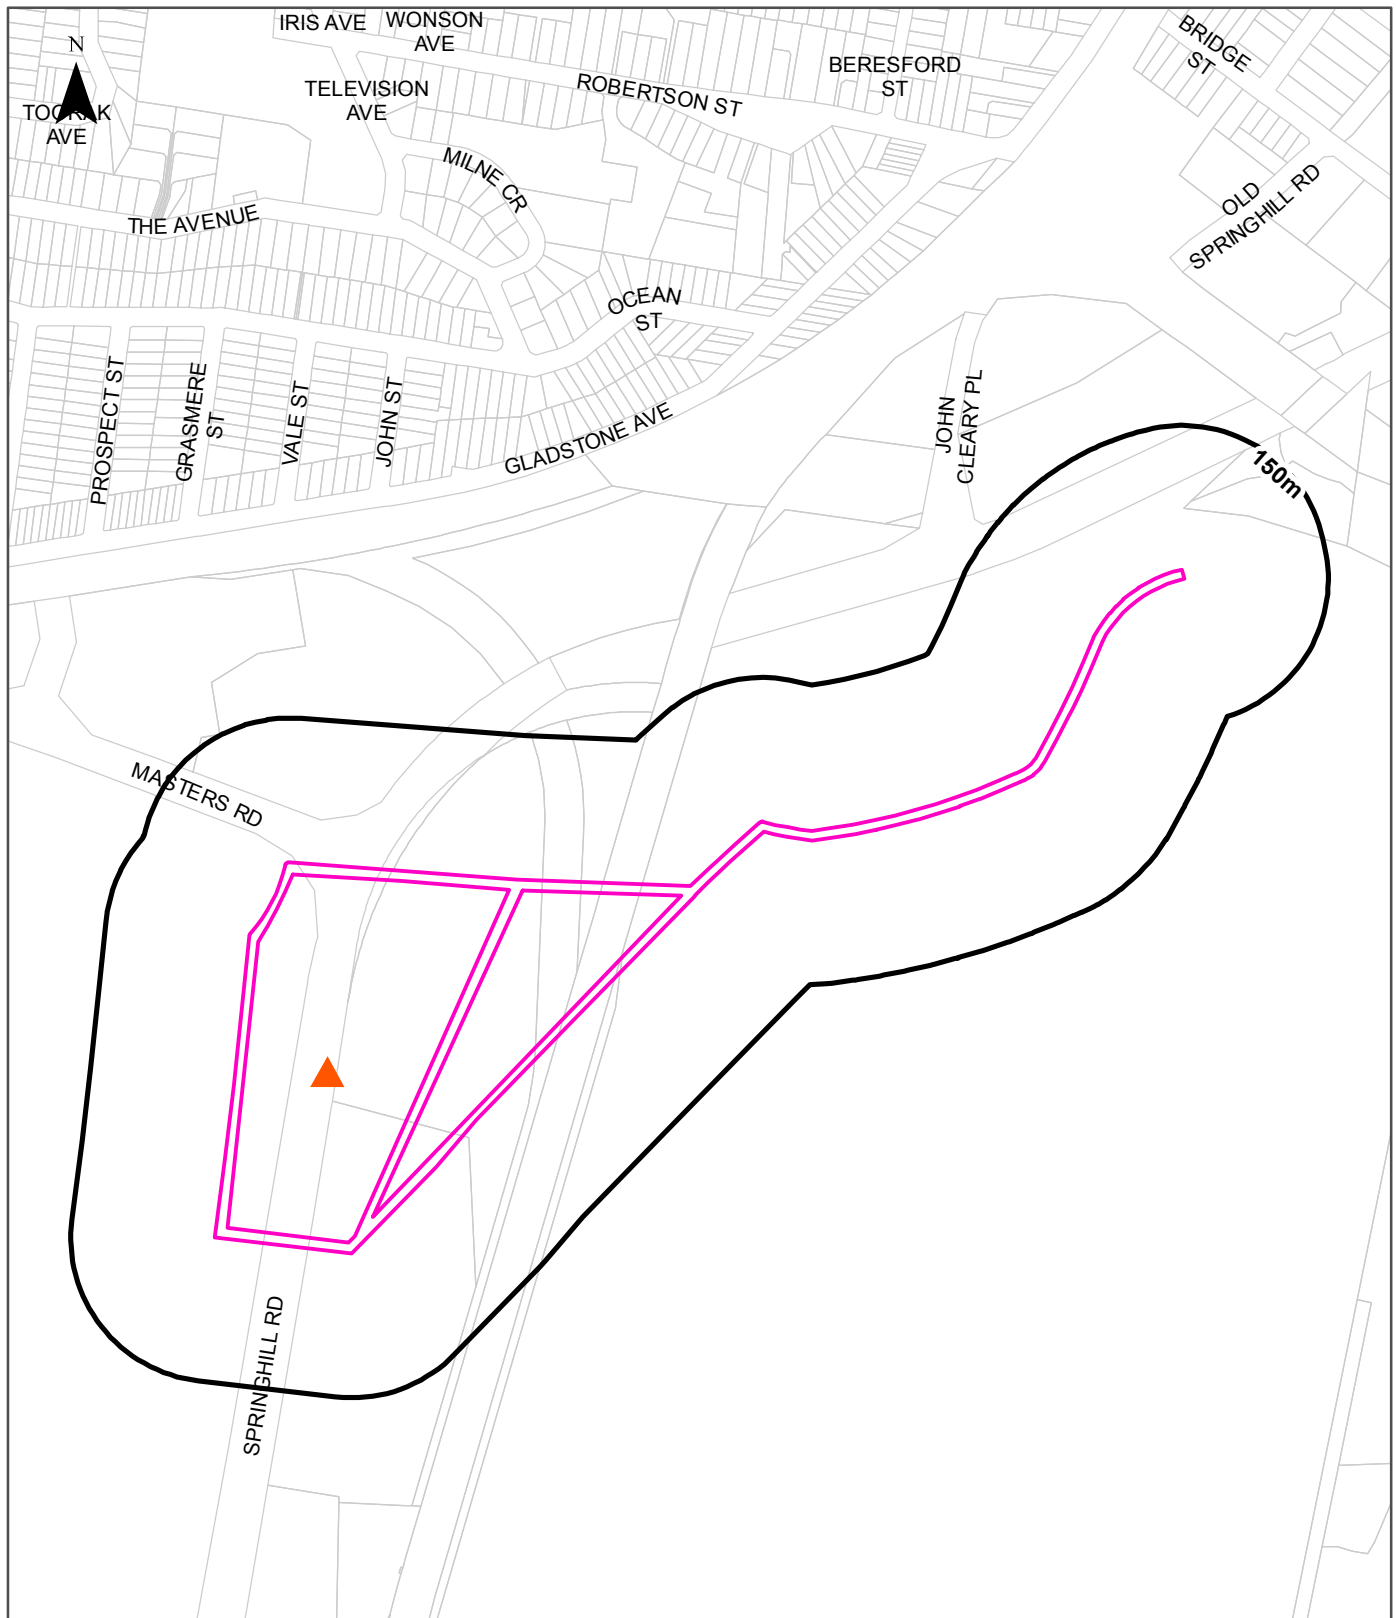 IRIS AVE
WONSON
AVE
BRIDGE
ST
N
TELEVISION
AVE
ROBERTSON ST
BERESFORD
ST
TOORAK
AVE
MILNE CR
OLD
SPRINGHILL RD
THE AVENUE
OCEAN
ST
PROSPECT ST
GRASMERE
ST
VALE ST
JOHN ST
GLADSTONE AVE
JOHN
CLEARY PL
150m
MASTERS RD
SPRINGHILL RD